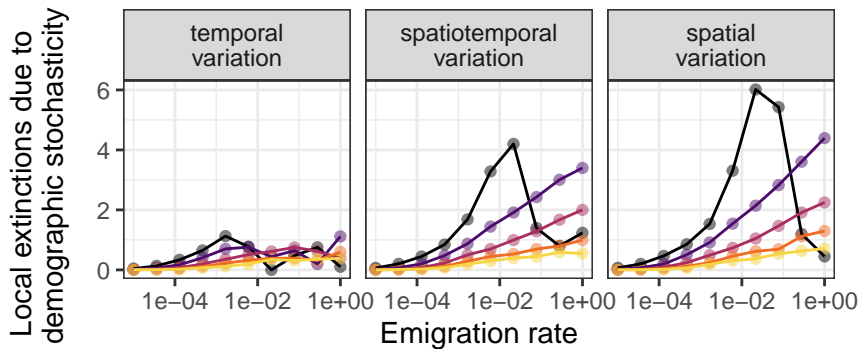 Local extinctions due to
demographic stochasticity
temporal
variation
spatiotemporal
variation
spatial
variation
6
4
2
0
1e−04
1e−02
1e+00
1e−04
1e−02
1e+00
1e−04
1e−02
1e+00
Emigration rate